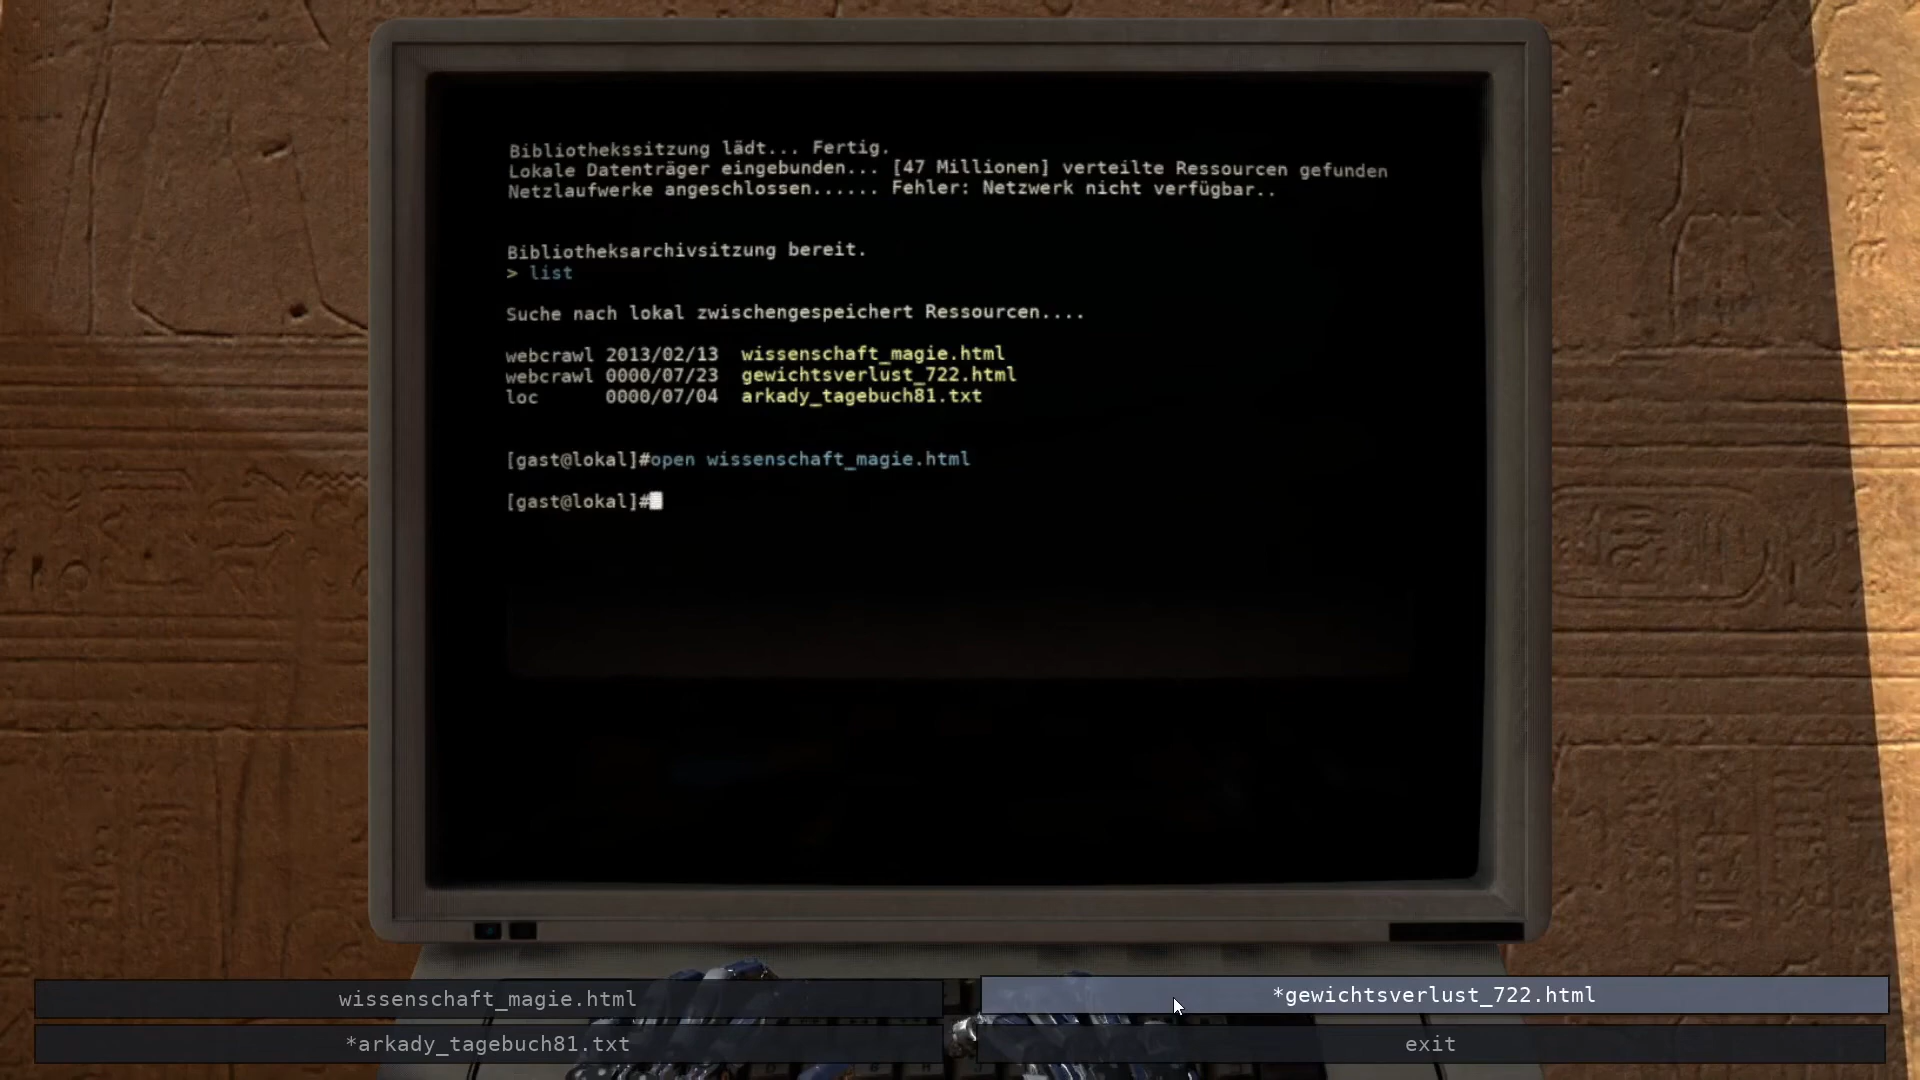 Bibliothekssitzung lädt... Fertig.
Lokale Datenträger eingebunden... [47 Millionen] verteilte Ressourcen gefunden
Netzlaufwerke angeschlossen...... Fehler: Netzwerk nicht verfügbar..
Bibliotheksarchivsitzung bereit.
> list
Suche nach lokal zwischengespeichert Ressourcen....
webcrawl 2013/02/13 wissenschaft_magie.html
webcrawl 0000/07/23 gewichtsverlust_722.html
loc 0000/07/04 arkady_tagebuch81.txt
[gast@lokal]#open wissenschaft_magie.html
[gast@lokal]#
wissenschaft_magie.html
*gewichtsverlust_722.html
*arkady_tagebuch81.txt
exit